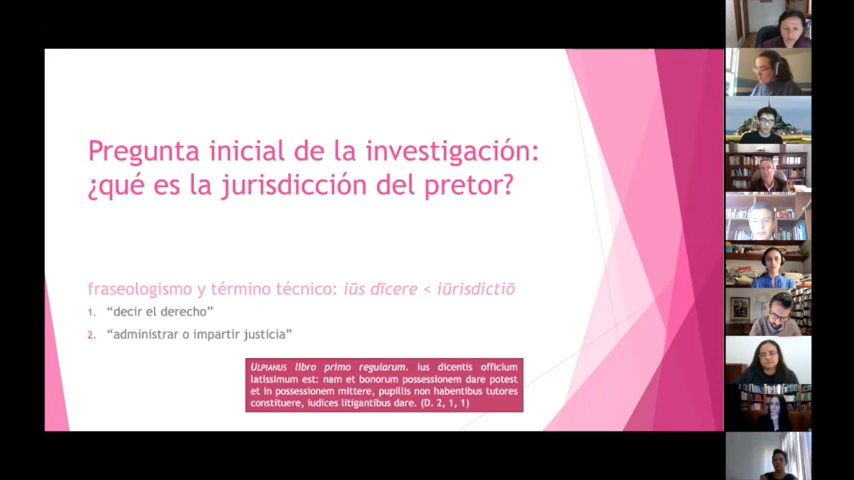 Pregunta inicial de la investigación:
¿qué es la jurisdicción del pretor?
fraseologismo y término técnico: iūs dīcere < iūrisdictiō
1. “decir el derecho”
2. “administrar o impartir justicia”
ULPIANUS libro primo regularum. Ius dicentis officium
latissimum est: nam et bonorum possessionem dare potest
et in possessionem mittere, pupillis non habentibus tutores
constituere, iudices litigantibus dare. (D. 2, 1, 1)